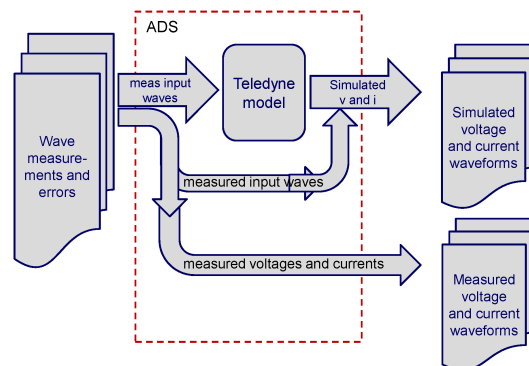 ADS
Wave
measure-
ments and
errors
meas input
waves
Teledyne
model
Simulated
v and i
Simulated
voltage
and current
waveforms
measured input waves
measured voltages and currents
Measured
voltage
and current
waveforms